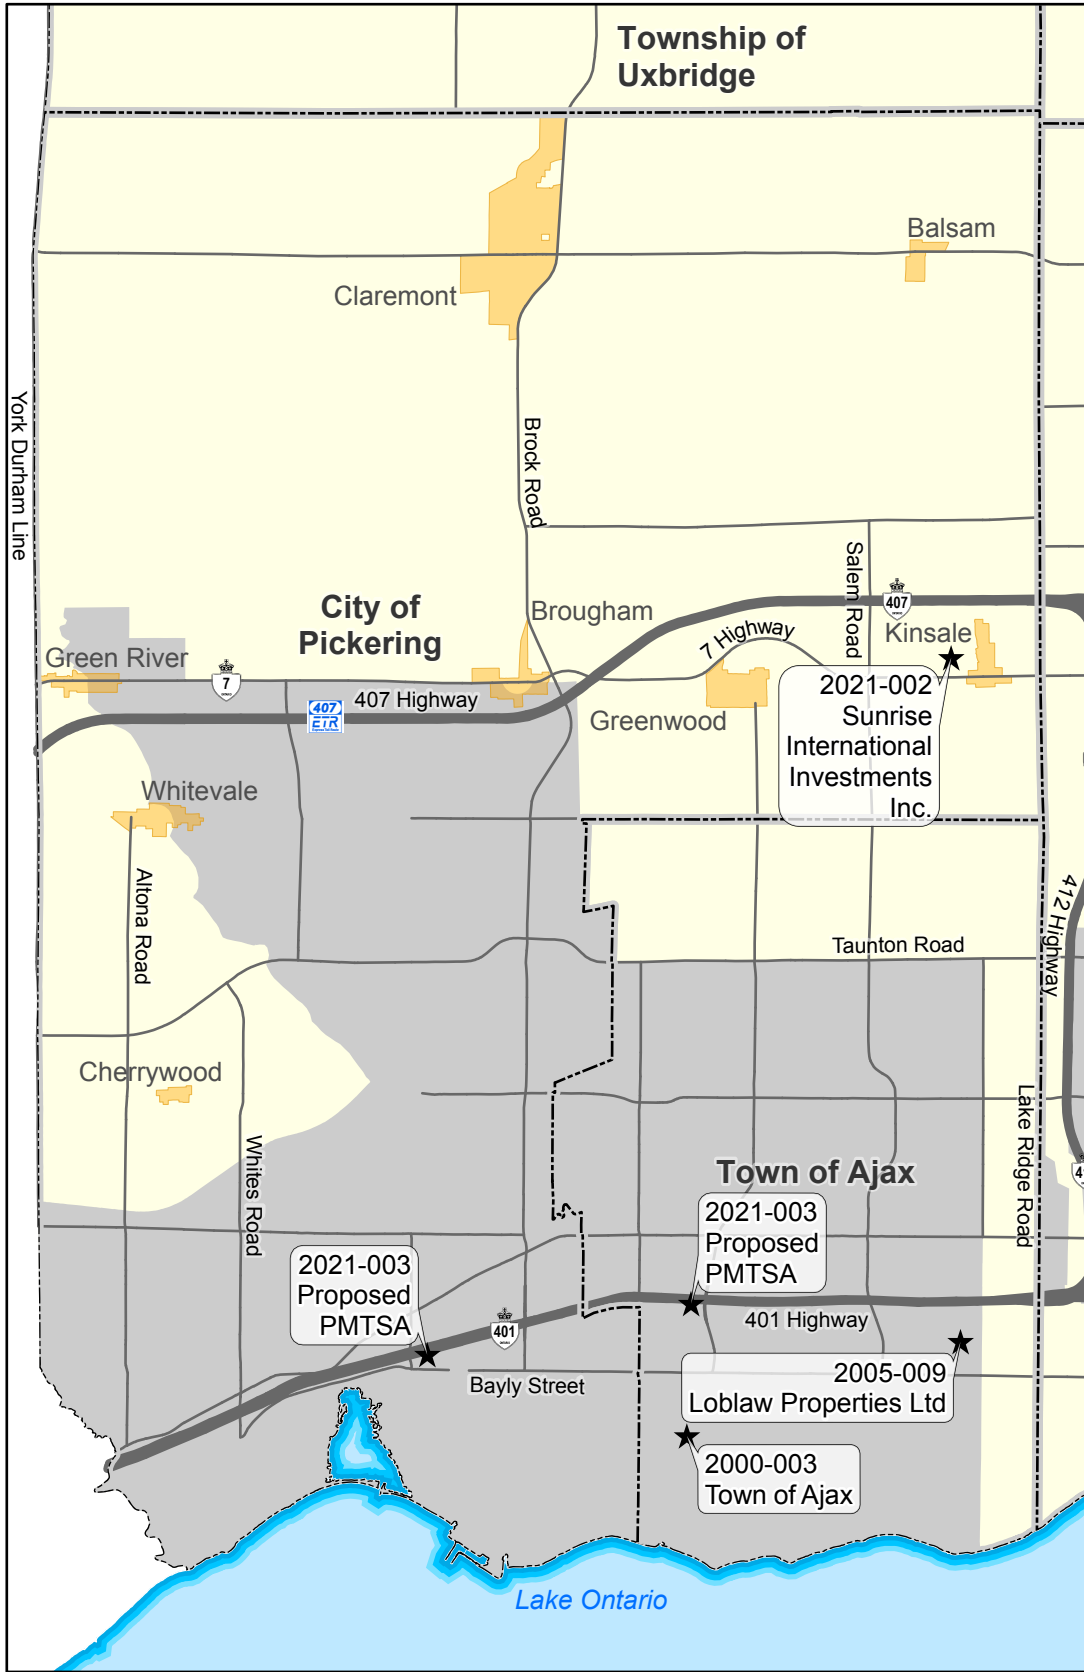 Township of
Uxbridge
Balsam
Claremont
York Durham Line
Brock Road
Salem Road
407
City of
Pickering
Brougham
7 Highway
Kinsale
Green River
7
407 Highway
407
ETR
Greenwood
2021-002
Sunrise
International
Investments
Inc.
Whitevale
Altona Road
412 Highway
Taunton Road
Cherrywood
Lake Ridge Road
Whites Road
Town of Ajax
41
2021-003
Proposed
PMTSA
2021-003
Proposed
PMTSA
401
401 Highway
Bayly Street
2005-009
Loblaw Properties Ltd
2000-003
Town of Ajax
Lake Ontario